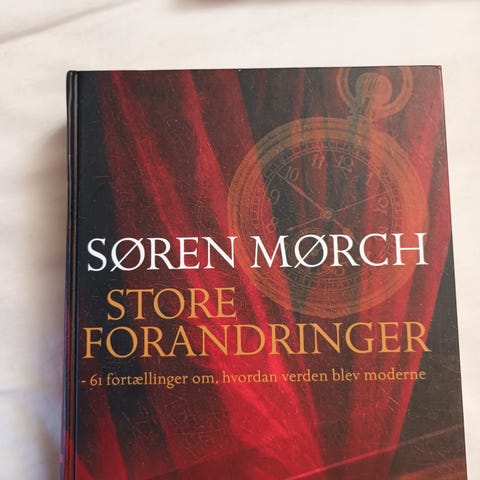 SØREN MØRCH
STORE
FORANDRINGER
- 61 fortællinger om, hvordan verden blev moderne